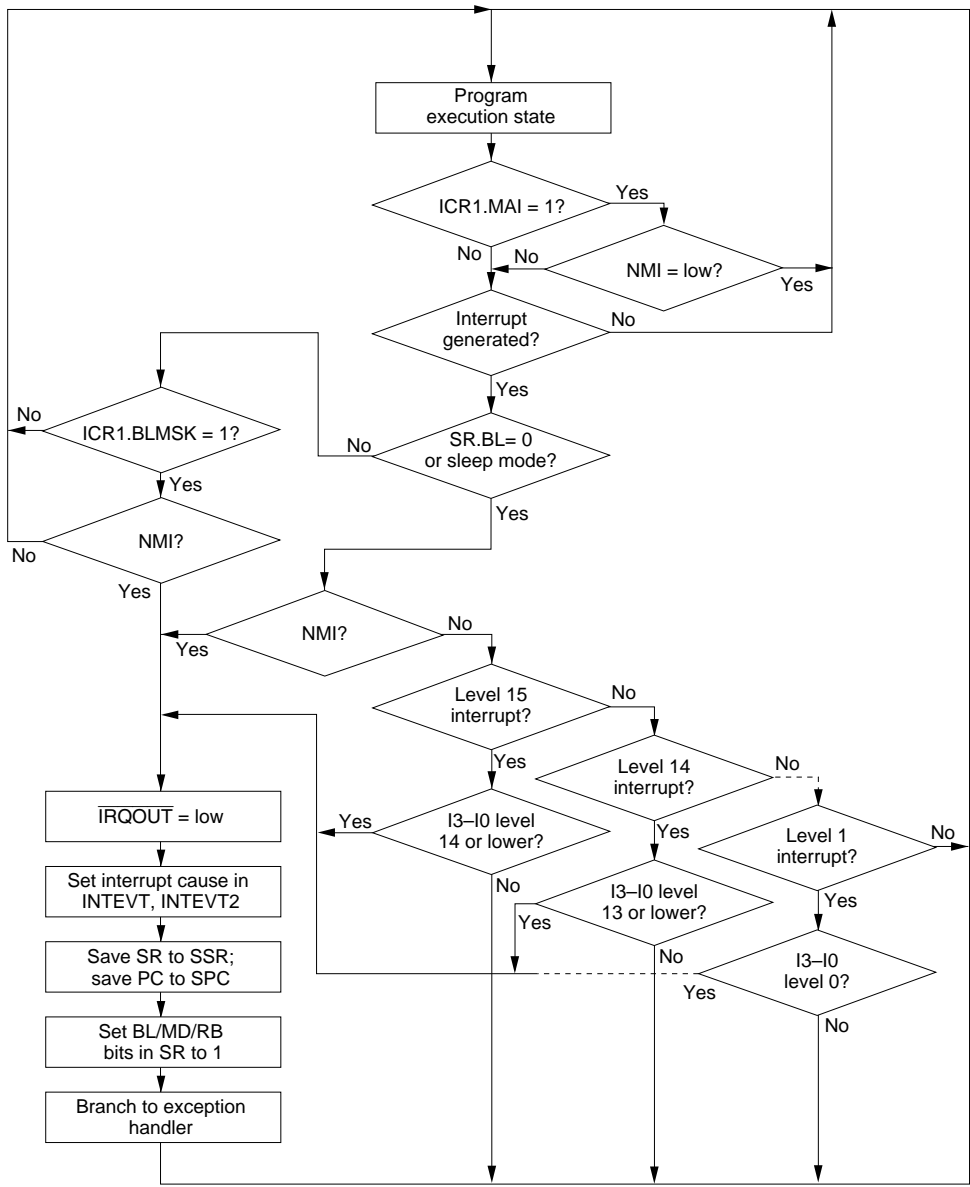 Program
execution state
ICR1.MAI = 1?
Yes
No
No
NMI = low?
Yes
Interrupt
generated?
No
Yes
No
ICR1.BLMSK = 1?
No
SR.BL= 0
or sleep mode?
Yes
Yes
NMI?
No
Yes
NMI?
No
Yes
Level 15
interrupt?
No
Yes
Level 14
interrupt?
No
IRQOUT = low
Yes
I3–I0 level
14 or lower?
Yes
Level 1
interrupt?
No
Set interrupt cause in
INTEVT, INTEVT2
No
I3–I0 level
13 or lower?
Yes
Yes
Save SR to SSR;
save PC to SPC
No
Yes
I3–I0
level 0?
Set BL/MD/RB
bits in SR to 1
No
Branch to exception
handler